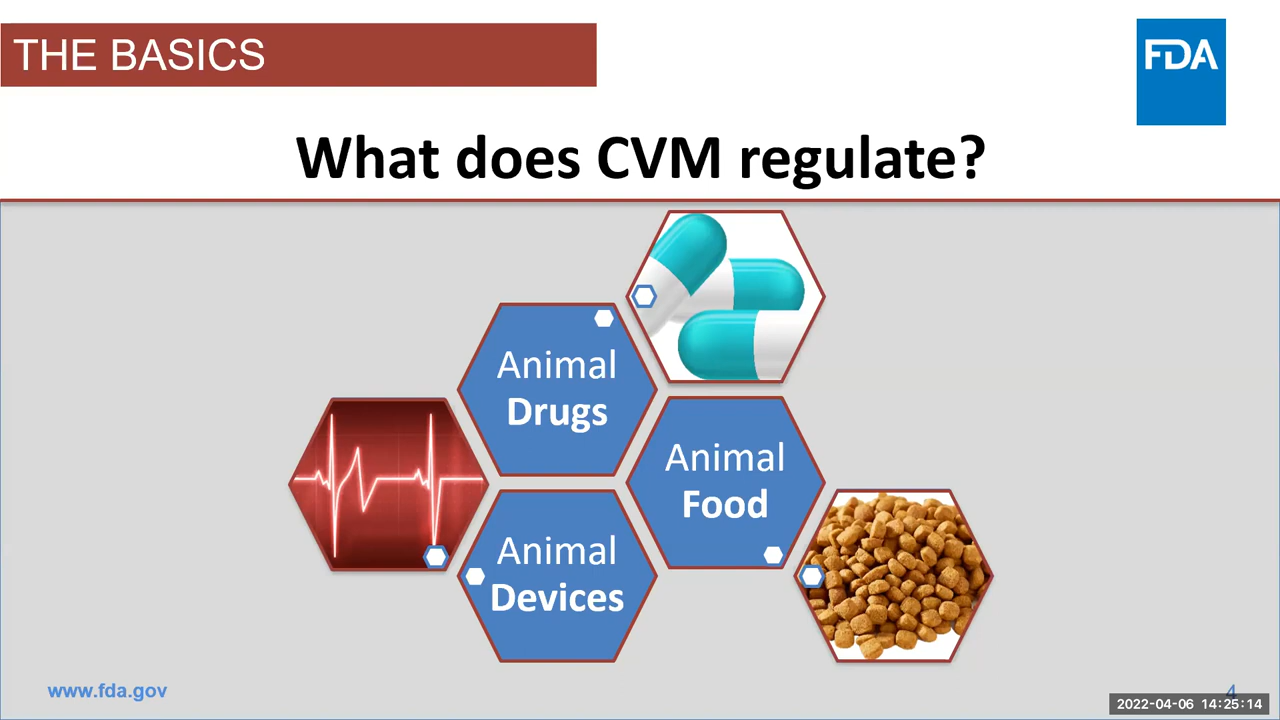 THE BASICS
FDA
What does CVM regulate?
Animal
Drugs
Animal
Food
Animal
Devices
www.fda.gov
4
2022-04-06 14:25:14